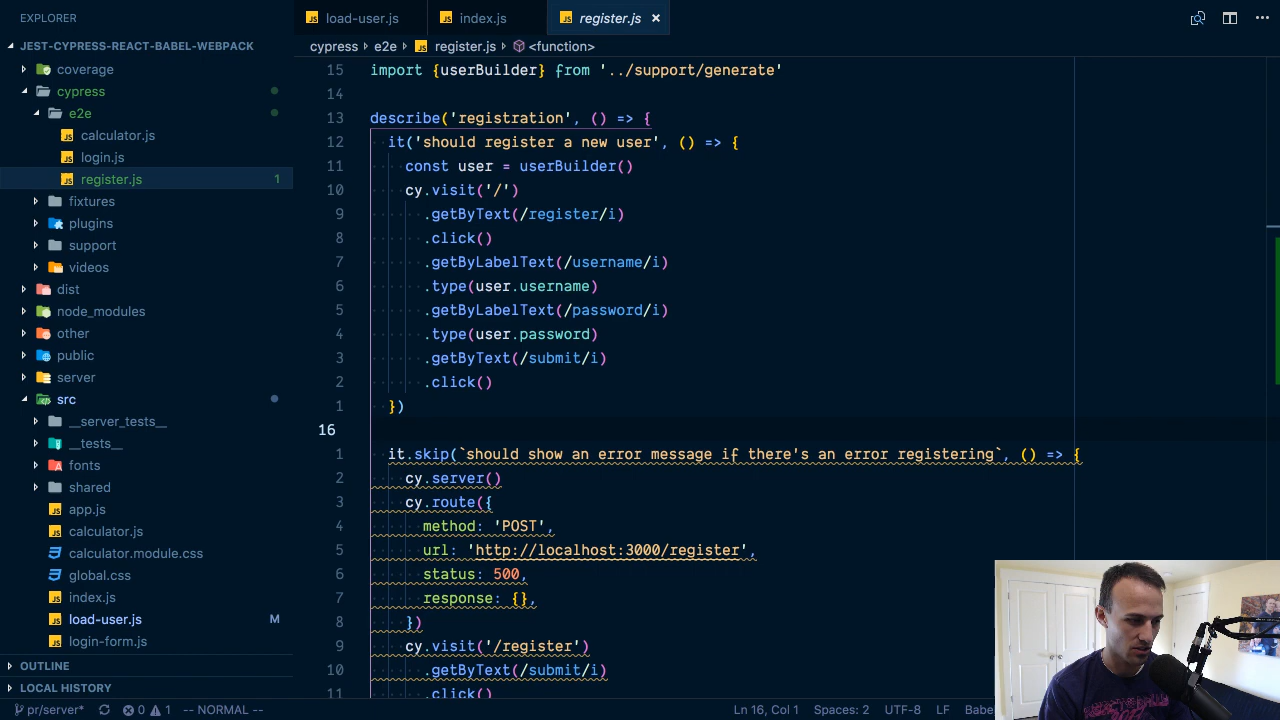 EXPLORER
JEST-CYPRESS-REACT-BABEL-WEBPACK
coverage
cypress
e2e
calculator.js
login.js
register.js 1
fixtures
plugins
support
videos
dist
node_modules
other
public
server
src
__server_tests__
__tests__
fonts
shared
app.js
calculator.js
calculator.module.css
global.css
index.js
load-user.js M
login-form.js
OUTLINE
LOCAL HISTORY
load-user.js index.js register.js ×
cypress e2e register.js <function>
15 import {userBuilder} from '../support/generate'
14
13 describe('registration', () => {
12 it('should register a new user', () => {
11 const user = userBuilder()
10 cy.visit('/')
9 .getByText(/register/i)
8 .click()
7 .getByLabelText(/username/i)
6 .type(user.username)
5 .getByLabelText(/password/i)
4 .type(user.password)
3 .getByText(/submit/i)
2 .click()
1 })
16
1 it.skip(`should show an error message if there's an error registering`, () => {
2 cy.server()
3 cy.route({
4 method: 'POST',
5 url: 'http://localhost:3000/register',
6 status: 500,
7 response: {},
8 })
9 cy.visit('/register')
10 .getByText(/submit/i)
11 .click()
pr/server* 0 1 -- NORMAL -- Ln 16, Col 1 Spaces: 2 UTF-8 LF Babe